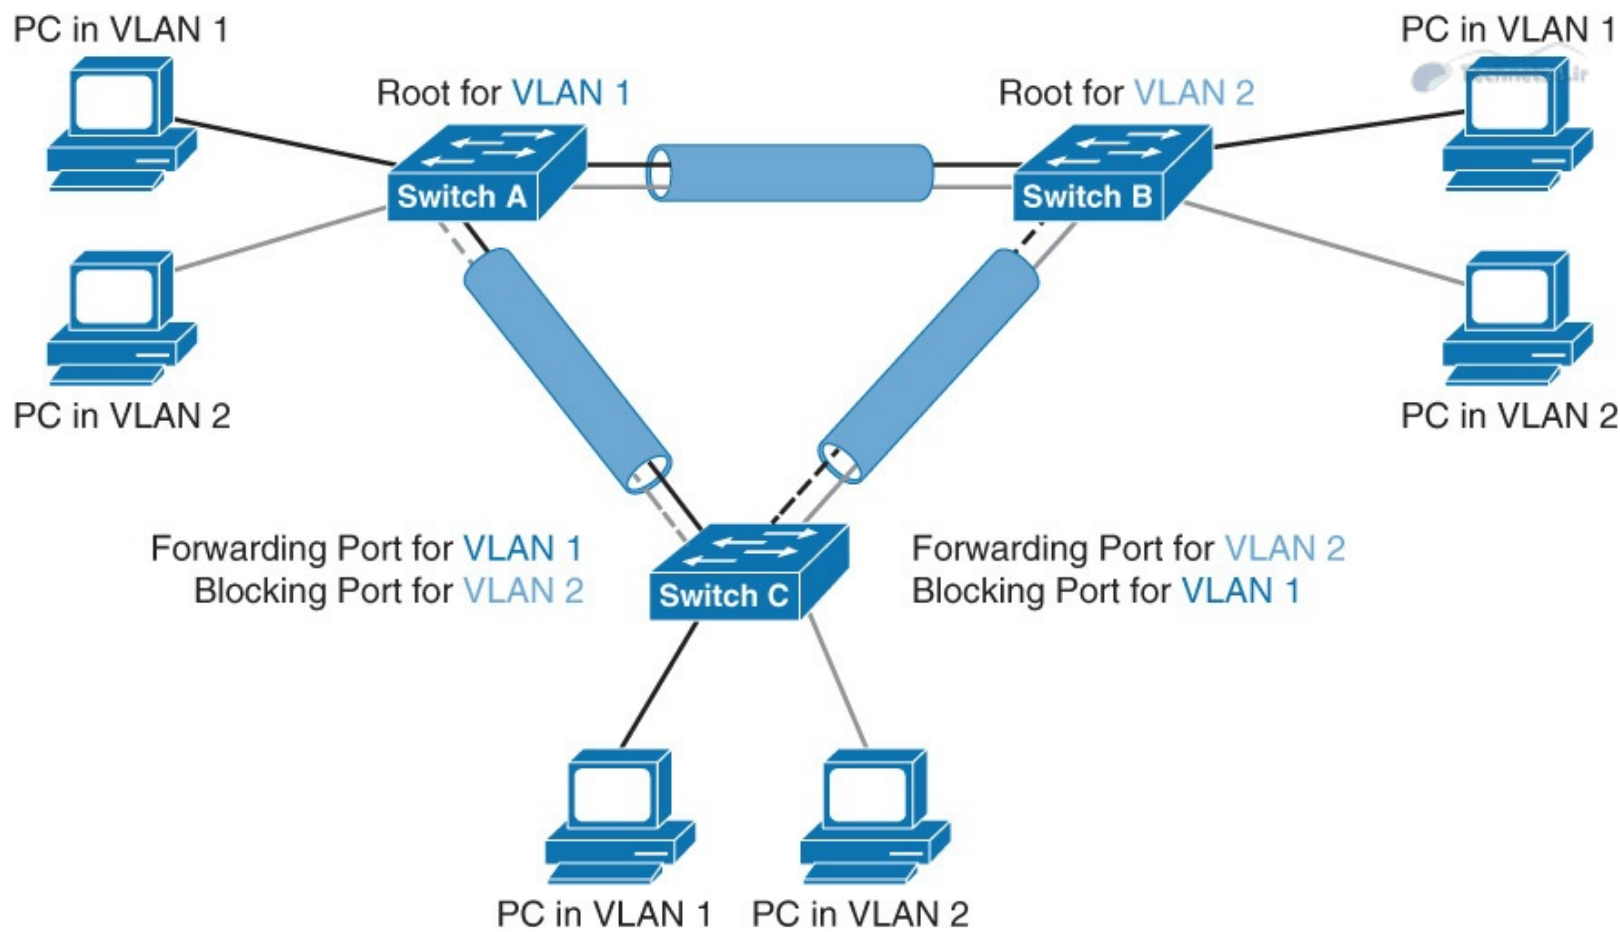 PC in VLAN 1
PC in VLAN 1
Root for VLAN 1
Root for VLAN 2
Switch A
Switch B
PC in VLAN 2
PC in VLAN 2
Forwarding Port for VLAN 1
Blocking Port for VLAN 2
Forwarding Port for VLAN 2
Blocking Port for VLAN 1
Switch C
PC in VLAN 1
PC in VLAN 2